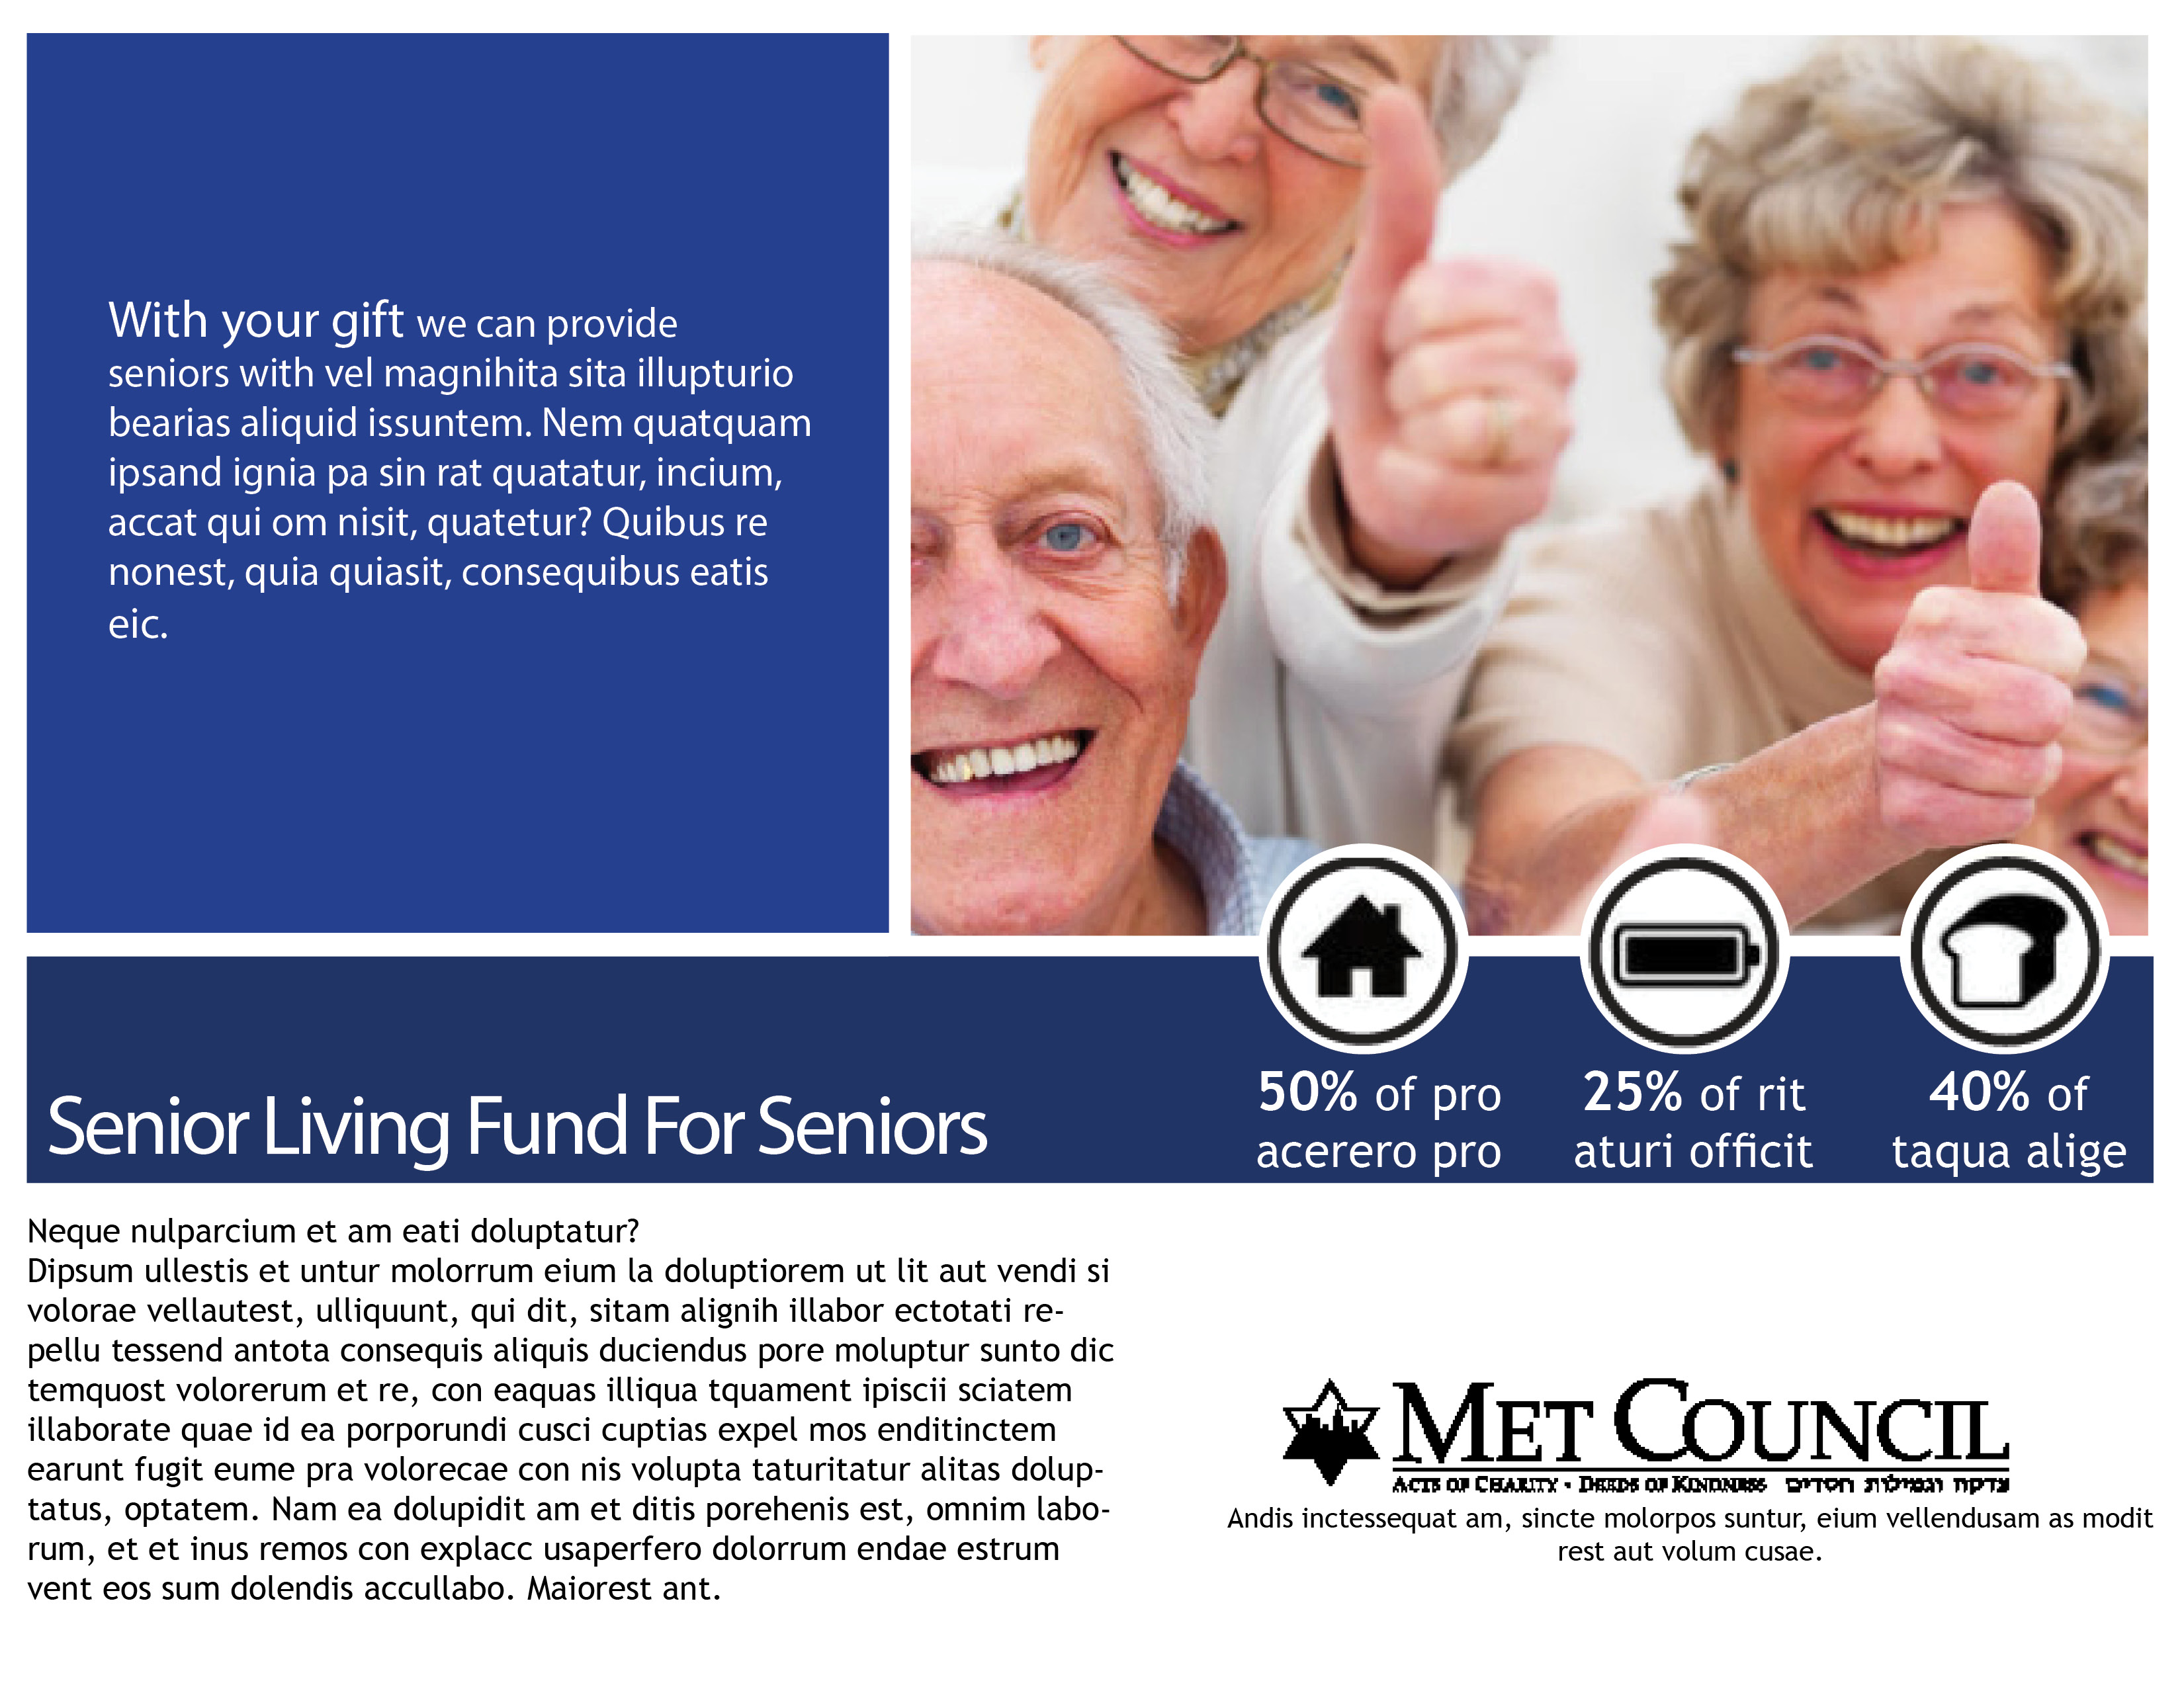 With your gift we can provide
seniors with vel magnihita sita illupturio
bearias aliquid issuntem. Nem quatquam
ipsand ignia pa sin rat quatatur, incium,
accat qui om nisit, quatetur? Quibus re
nonest, quia quiasit, consequibus eatis
eic.
Senior Living Fund For Seniors
50% of pro
acerero pro
25% of rit
aturi officit
40% of
taqua alige
Neque nulparcium et am eati doluptatur?
Dipsum ullestis et untur molorrum eium la doluptiorem ut lit aut vendi si
volorae vellautest, ulliquunt, qui dit, sitam alignih illabor ectotati re-
pellu tessend antota consequis aliquis duciendus pore moluptur sunto dic
temquost volorerum et re, con eaquas illiqua tquament ipiscii sciatem
illaborate quae id ea porporundi cusci cuptias expel mos enditinctem
earunt fugit eume pra volorecae con nis volupta taturitatur alitas dolup-
tatus, optatem. Nam ea dolupidit am et ditis porehenis est, omnim labo-
rum, et et inus remos con explacc usaperfero dolorrum endae estrum
vent eos sum dolendis accullabo. Maiorest ant.
MET COUNCIL
ACTS OF CHARITY • DEEDS OF KINDNESS צדקה וגמילות חסדים
Andis inctessequat am, sincte molorpos suntur, eium vellendusam as modit
rest aut volum cusae.